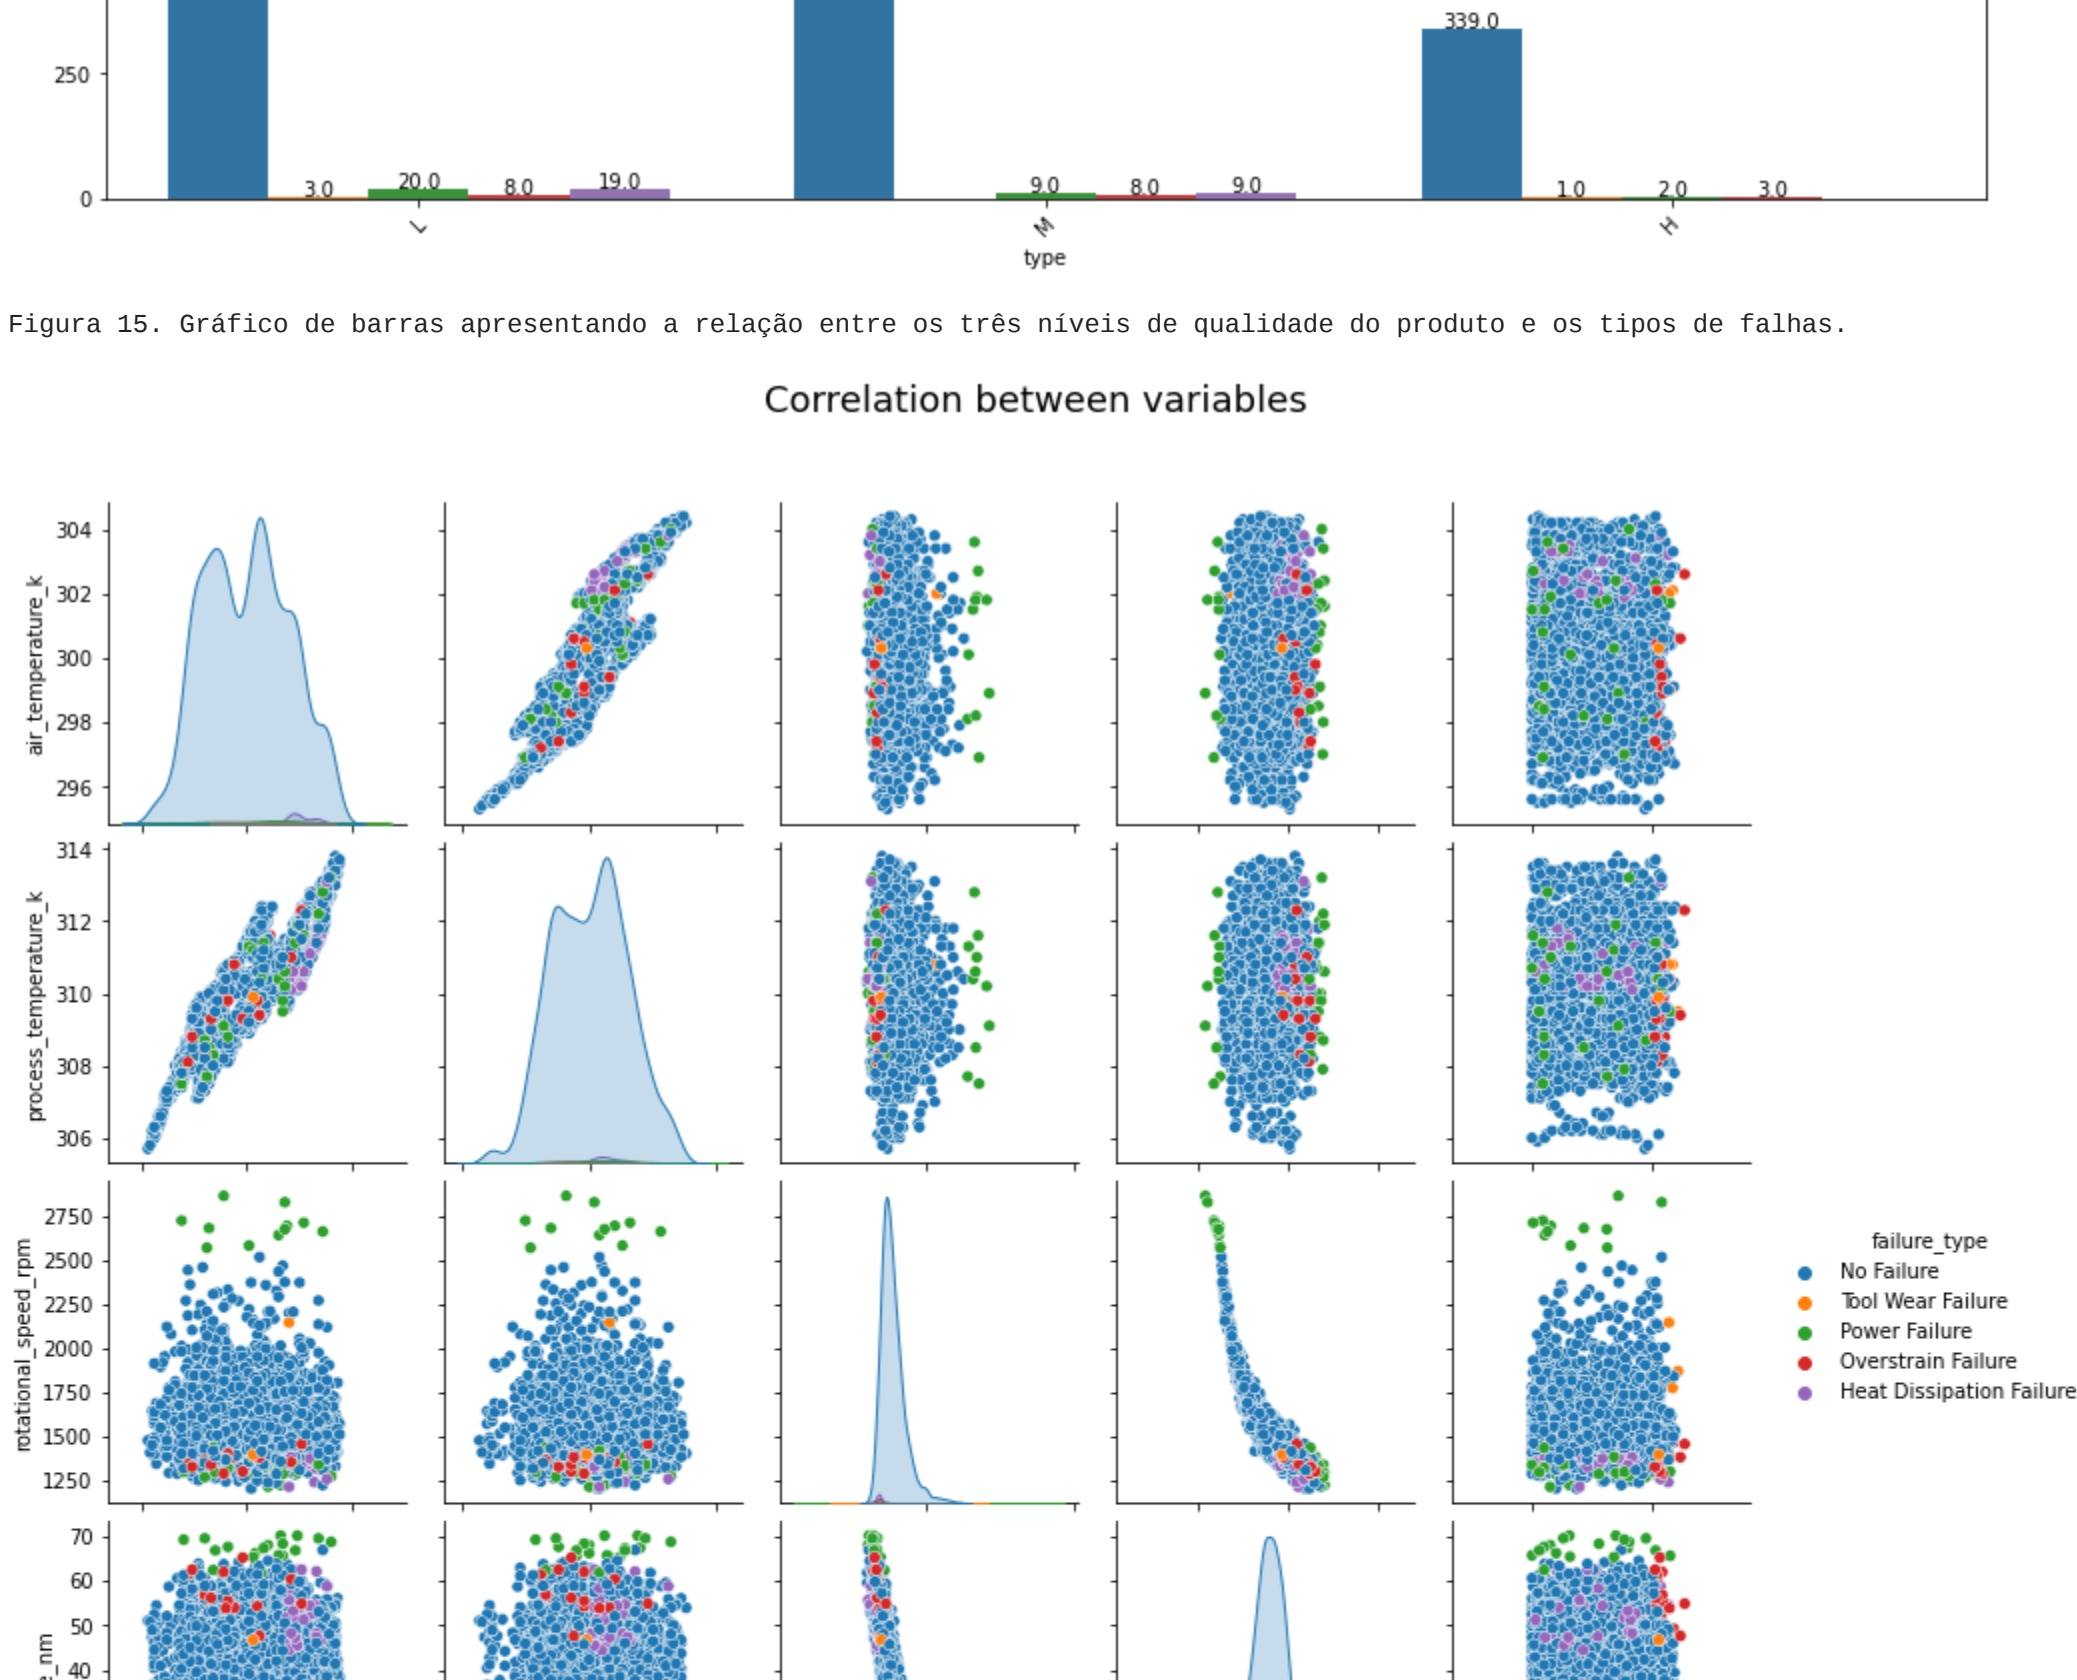 339.0
250
3.0 20.0 8.0 19.0 9.0 8.0 9.0 1.0 2.0 3.0
0
L M H
type
Figura 15. Gráfico de barras apresentando a relação entre os três níveis de qualidade do produto e os tipos de falhas.
Correlation between variables
304
302
300
298
296
air_temperature_k
314
312
310
308
306
process_temperature_k
2750
2500
2250
2000
1750
1500
1250
rotational_speed_rpm
failure_type
No Failure
Tool Wear Failure
Power Failure
Overstrain Failure
Heat Dissipation Failure
70
60
50
40
e_nm